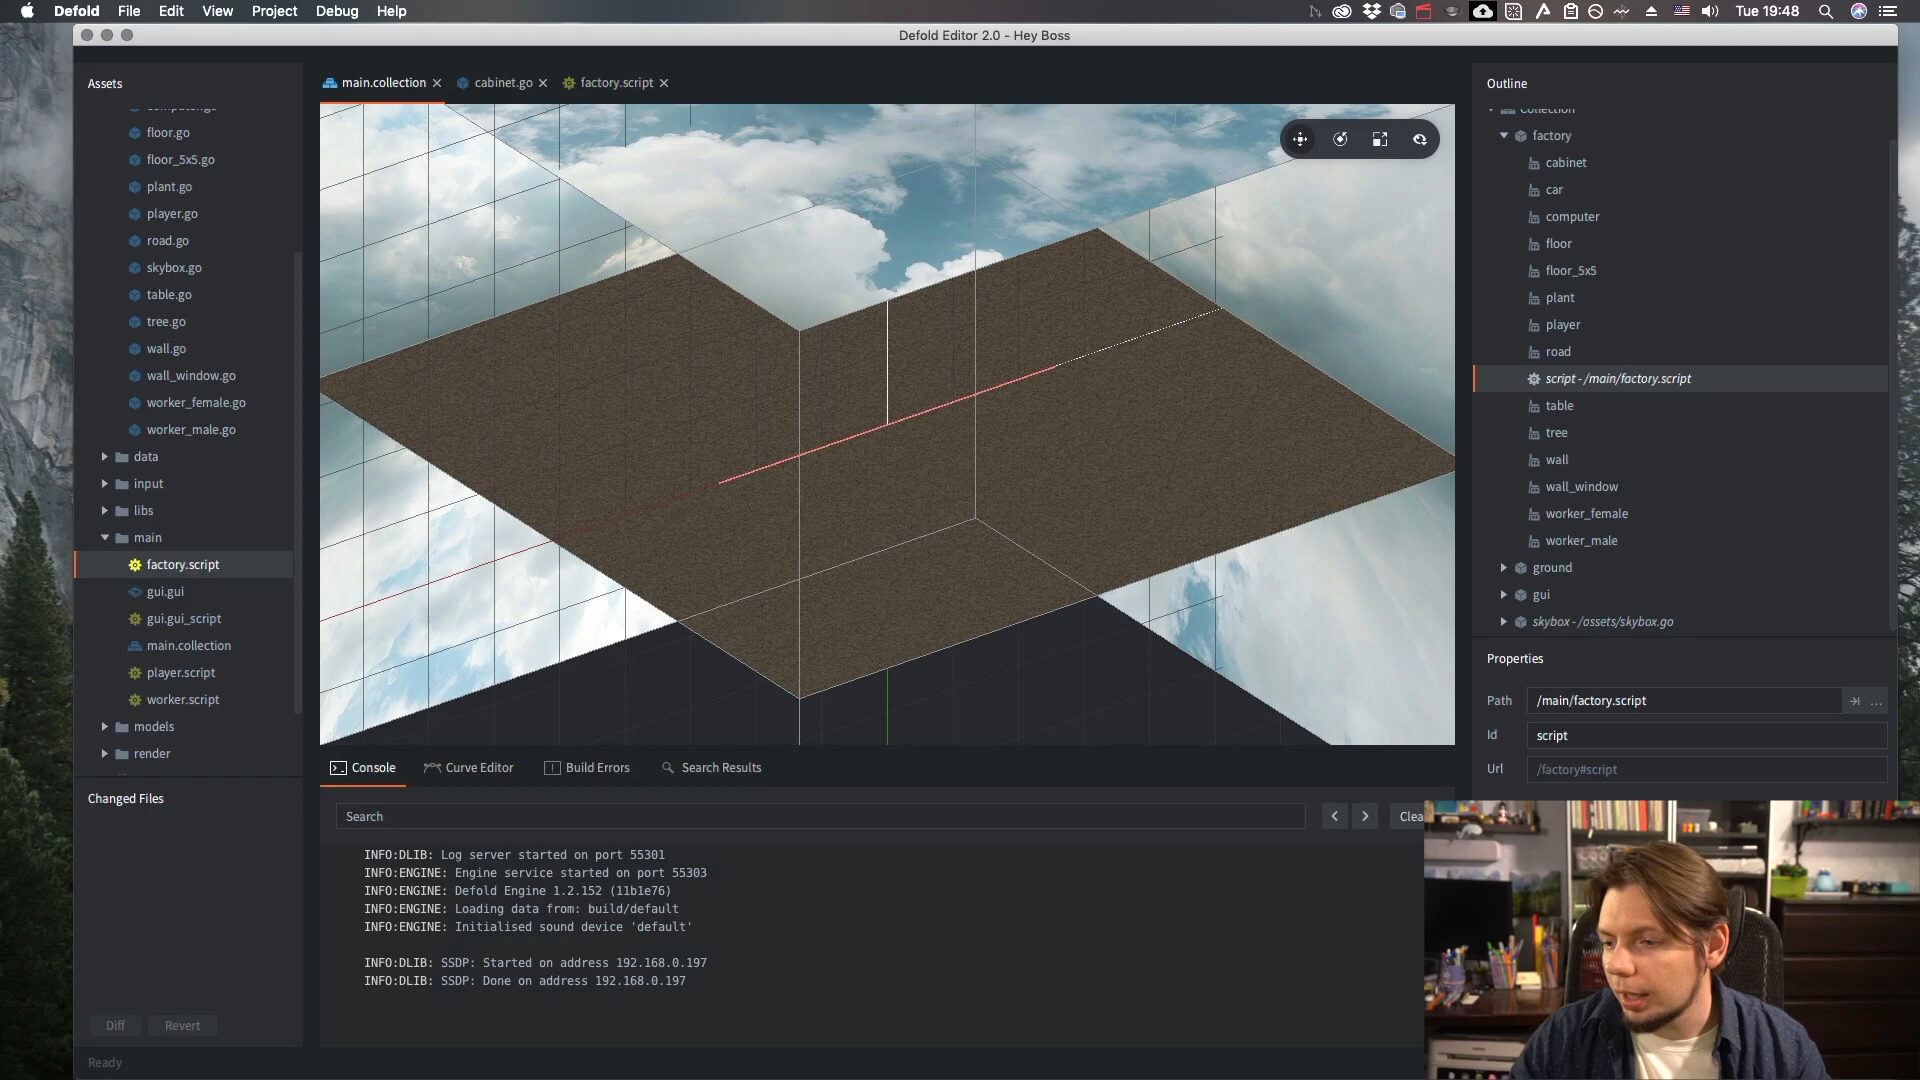 Defold File Edit View Project Debug Help
Tue 19:48
Defold Editor 2.0 - Hey Boss
Assets
floor.go
floor_5x5.go
plant.go
player.go
road.go
skybox.go
table.go
tree.go
wall.go
wall_window.go
worker_female.go
worker_male.go
data
input
libs
main
factory.script
gui.gui
gui.gui_script
main.collection
player.script
worker.script
models
render
Changed Files
Diff Revert
Ready
main.collection cabinet.go factory.script
Console Curve Editor Build Errors Search Results
Search
Clea
INFO:DLIB: Log server started on port 55301
INFO:ENGINE: Engine service started on port 55303
INFO:ENGINE: Defold Engine 1.2.152 (11b1e76)
INFO:ENGINE: Loading data from: build/default
INFO:ENGINE: Initialised sound device 'default'
INFO:DLIB: SSDP: Started on address 192.168.0.197
INFO:DLIB: SSDP: Done on address 192.168.0.197
Outline
Collection
factory
cabinet
car
computer
floor
floor_5x5
plant
player
road
script - /main/factory.script
table
tree
wall
wall_window
worker_female
worker_male
ground
gui
skybox - /assets/skybox.go
Properties
Path /main/factory.script ...
Id script
Url /factory#script